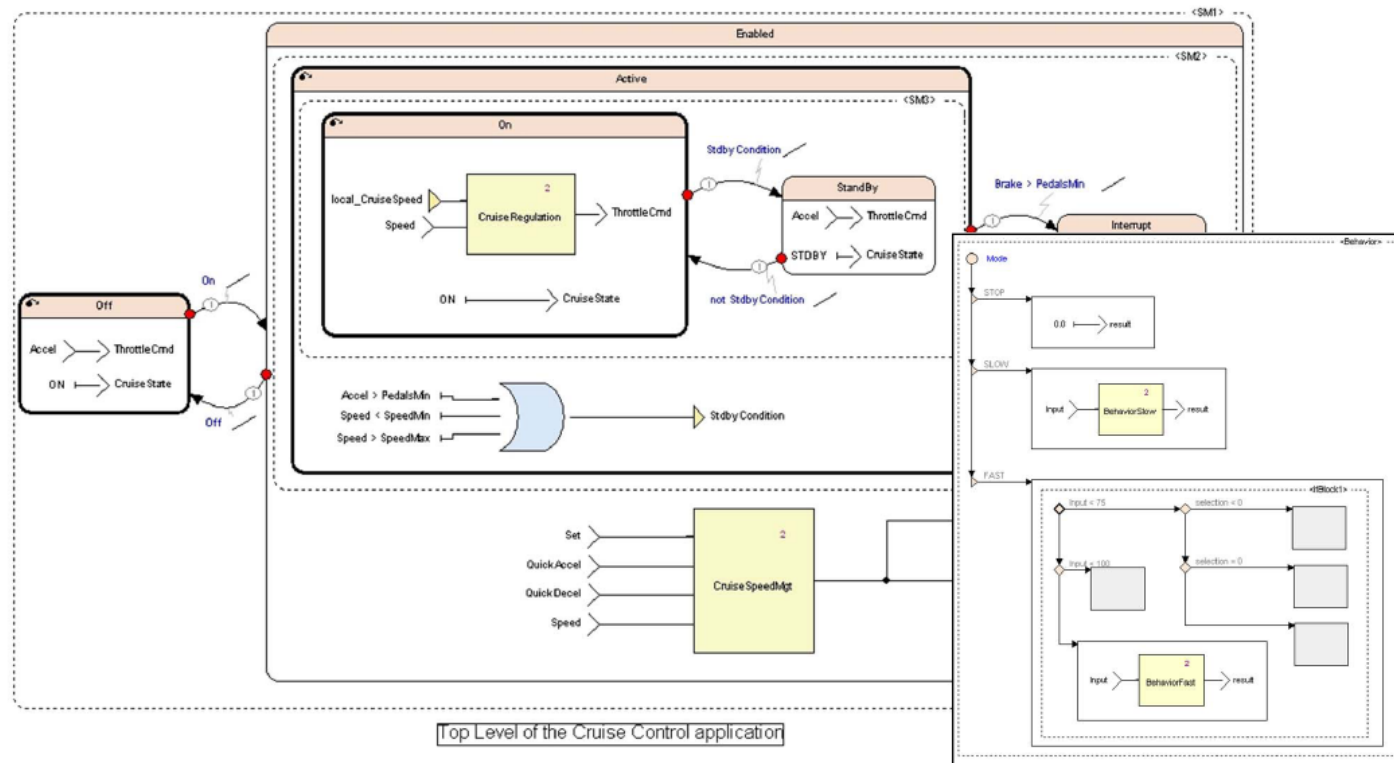 <SM1>
Enabled
<SM2>
Active
<SM3>
On
2
local_CruiseSpeed
CruiseRegulation
ThrottleCmd
Speed
ON
CruiseState
Stdby Condition
StandBy
Accel
ThrottleCmd
STDBY
CruiseState
not Stdby Condition
Brake > PedalsMin
Interrupt
On
Off
Accel
ThrottleCmd
ON
CruiseState
Off
Accel > PedalsMin
Speed < SpeedMin
Speed > SpeedMax
Stdby Condition
Set
2
QuickAccel
CruiseSpeedMgt
QuickDecel
Speed
<Behavior>
Mode
STOP
0.0
result
SLOW
2
Input
BehaviorSlow
result
FAST
<IfBlock1>
Input < 75
selection < 0
Input < 100
selection = 0
2
Input
BehaviorFast
result
Top Level of the Cruise Control application